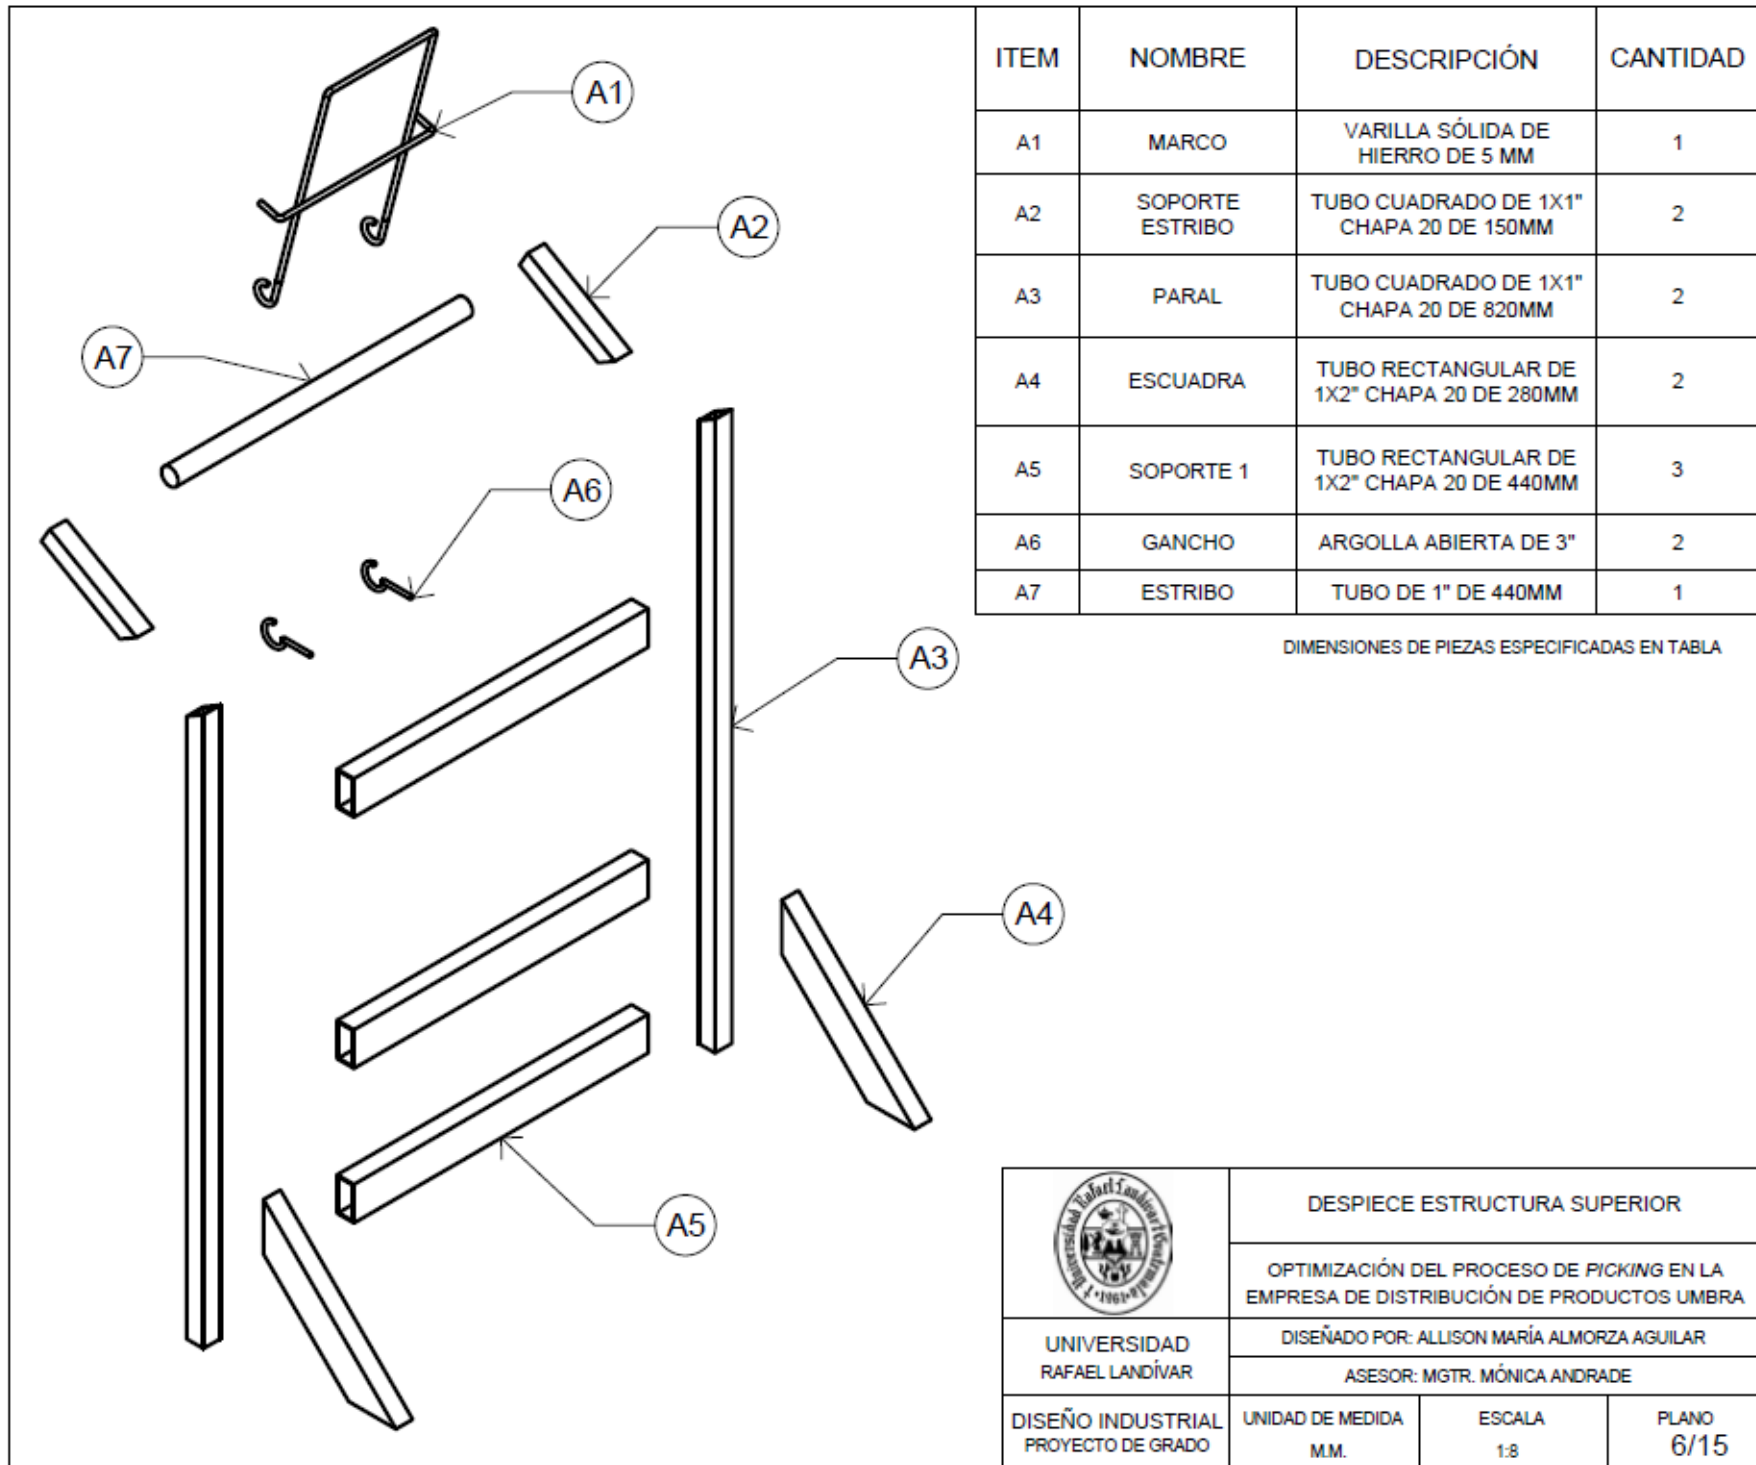 ITEM NOMBRE DESCRIPCIÓN CANTIDAD
A1 MARCO VARILLA SÓLIDA DE
HIERRO DE 5 MM 1
A2 SOPORTE
ESTRIBO TUBO CUADRADO DE 1X1"
CHAPA 20 DE 150MM 2
A3 PARAL TUBO CUADRADO DE 1X1"
CHAPA 20 DE 820MM 2
A4 ESCUADRA TUBO RECTANGULAR DE
1X2" CHAPA 20 DE 280MM 2
A5 SOPORTE 1 TUBO RECTANGULAR DE
1X2" CHAPA 20 DE 440MM 3
A6 GANCHO ARGOLLA ABIERTA DE 3" 2
A7 ESTRIBO TUBO DE 1" DE 440MM 1
DIMENSIONES DE PIEZAS ESPECIFICADAS EN TABLA
A1
A2
A7
A6
A3
A4
A5
DESPIECE ESTRUCTURA SUPERIOR
OPTIMIZACIÓN DEL PROCESO DE PICKING EN LA
EMPRESA DE DISTRIBUCIÓN DE PRODUCTOS UMBRA
UNIVERSIDAD
RAFAEL LANDÍVAR
DISEÑADO POR: ALLISON MARÍA ALMORZA AGUILAR
ASESOR: MGTR. MÓNICA ANDRADE
DISEÑO INDUSTRIAL
PROYECTO DE GRADO
UNIDAD DE MEDIDA
M.M.
ESCALA
1:8
PLANO
6/15